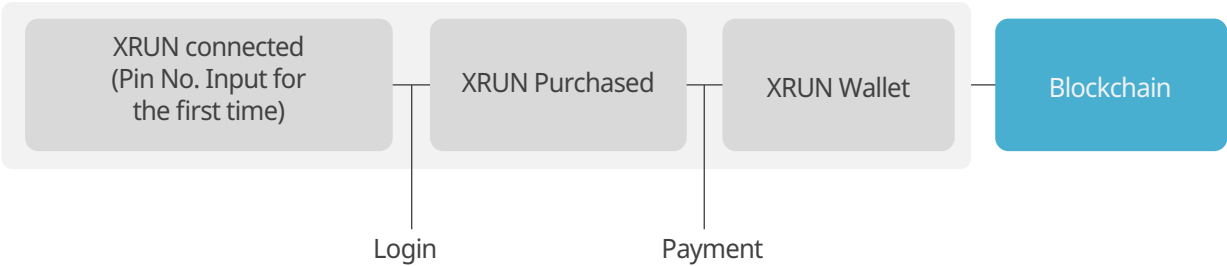 XRUN connected
(Pin No. Input for
the first time)
XRUN Purchased
XRUN Wallet
Blockchain
Login
Payment